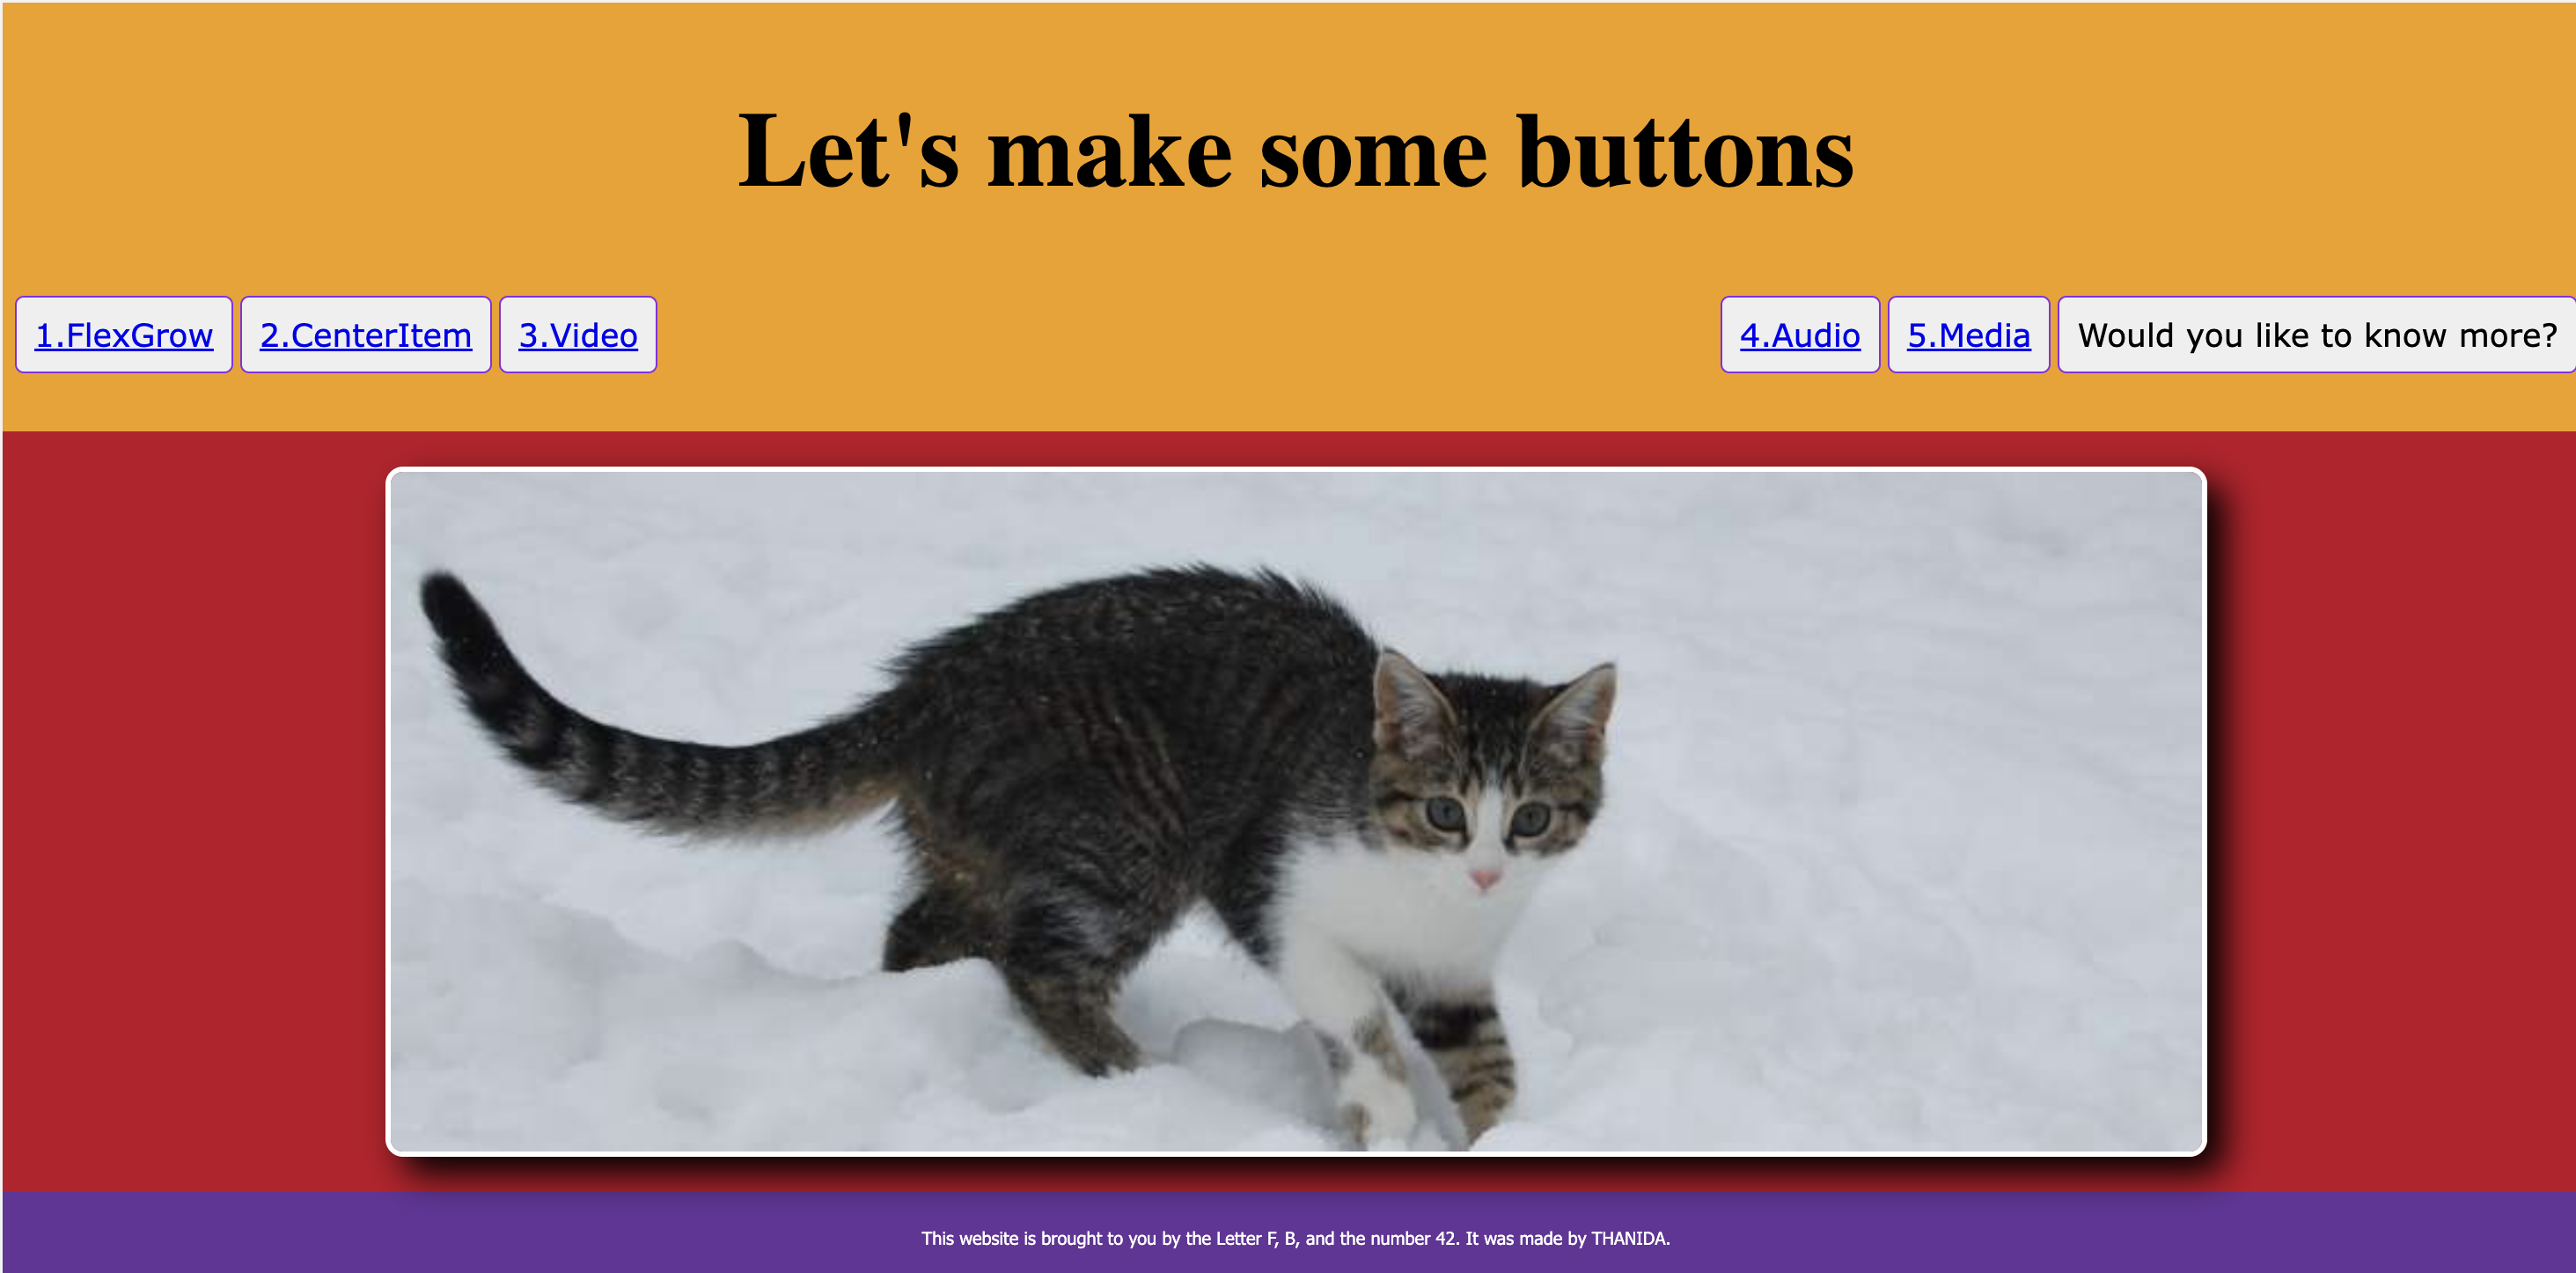 Let's make some buttons
1.FlexGrow 2.CenterItem 3.Video 4.Audio 5.Media Would you like to know more?
This website is brought to you by the Letter F, B, and the number 42. It was made by THANIDA.